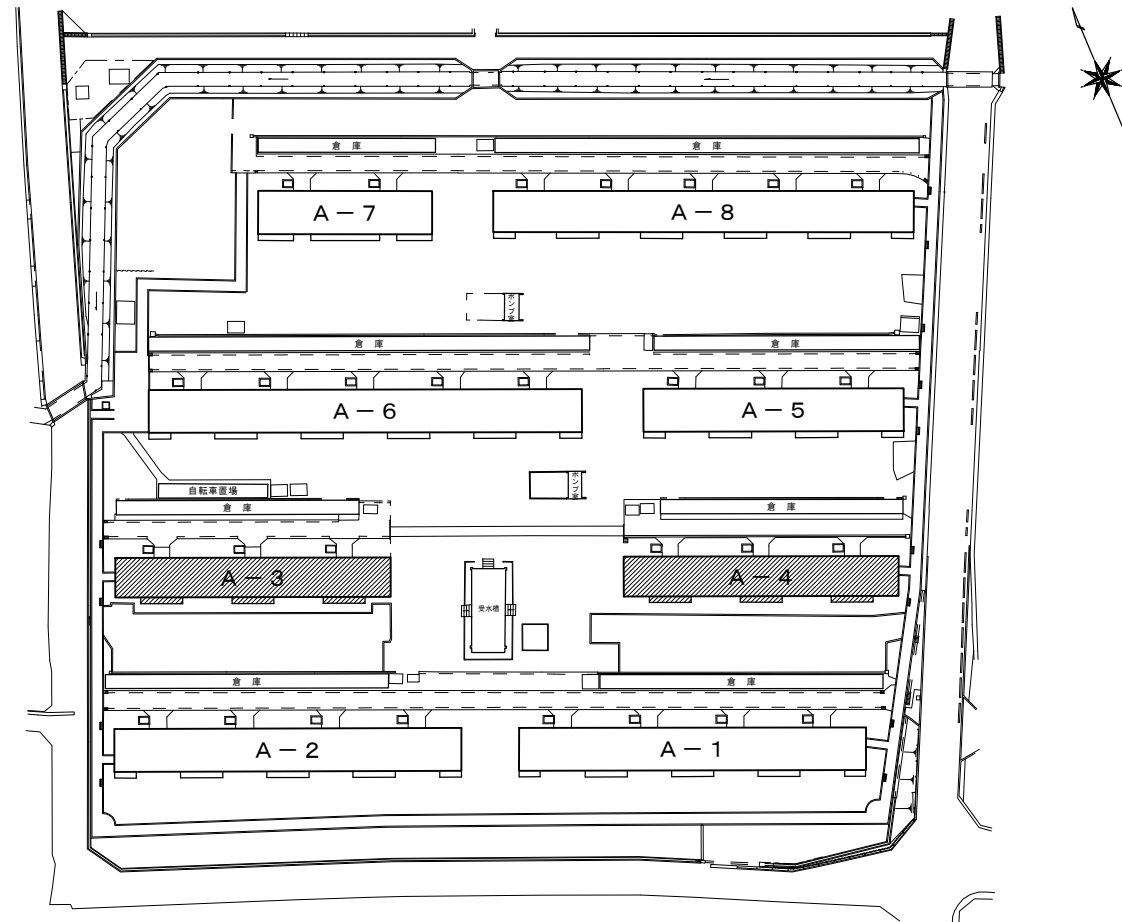 倉 庫
倉 庫
A－7
A－8
ポンプ室
倉 庫
倉 庫
A－6
A－5
ポンプ室
自転車置場
倉 庫
倉 庫
A－3
A－4
受水槽
倉 庫
倉 庫
A－2
A－1